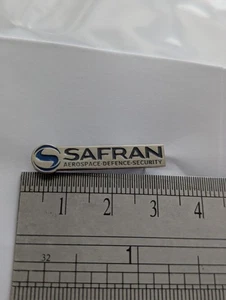 SAFRAN
AEROSPACE·DEFENCE·SECURITY
1 2 3 4
32 1